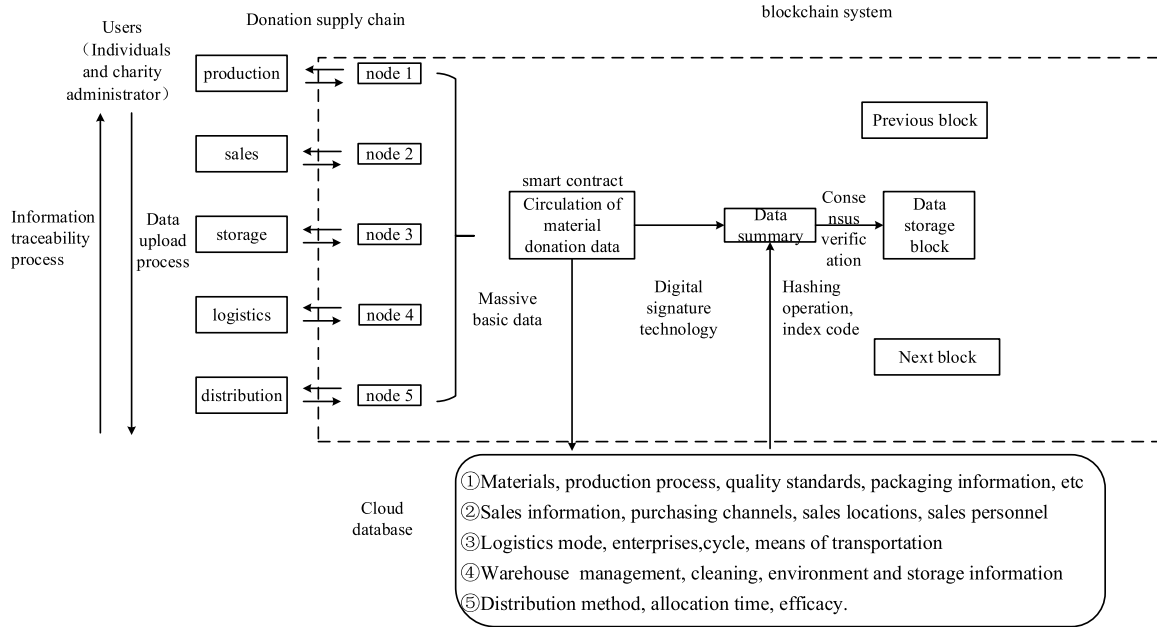 Users
（Individuals
and charity
administrator）
Donation supply chain
blockchain system
production
node 1
sales
node 2
storage
node 3
logistics
node 4
distribution
node 5
Information
traceability
process
Data
upload
process
Massive
basic data
smart contract
Circulation of
material
donation data
Digital
signature
technology
Data
summary
Hashing
operation,
index code
Conse
nsus
verific
ation
Previous block
Data
storage
block
Next block
Cloud
database
①Materials, production process, quality standards, packaging information, etc
②Sales information, purchasing channels, sales locations, sales personnel
③Logistics mode, enterprises,cycle, means of transportation
④Warehouse management, cleaning, environment and storage information
⑤Distribution method, allocation time, efficacy.